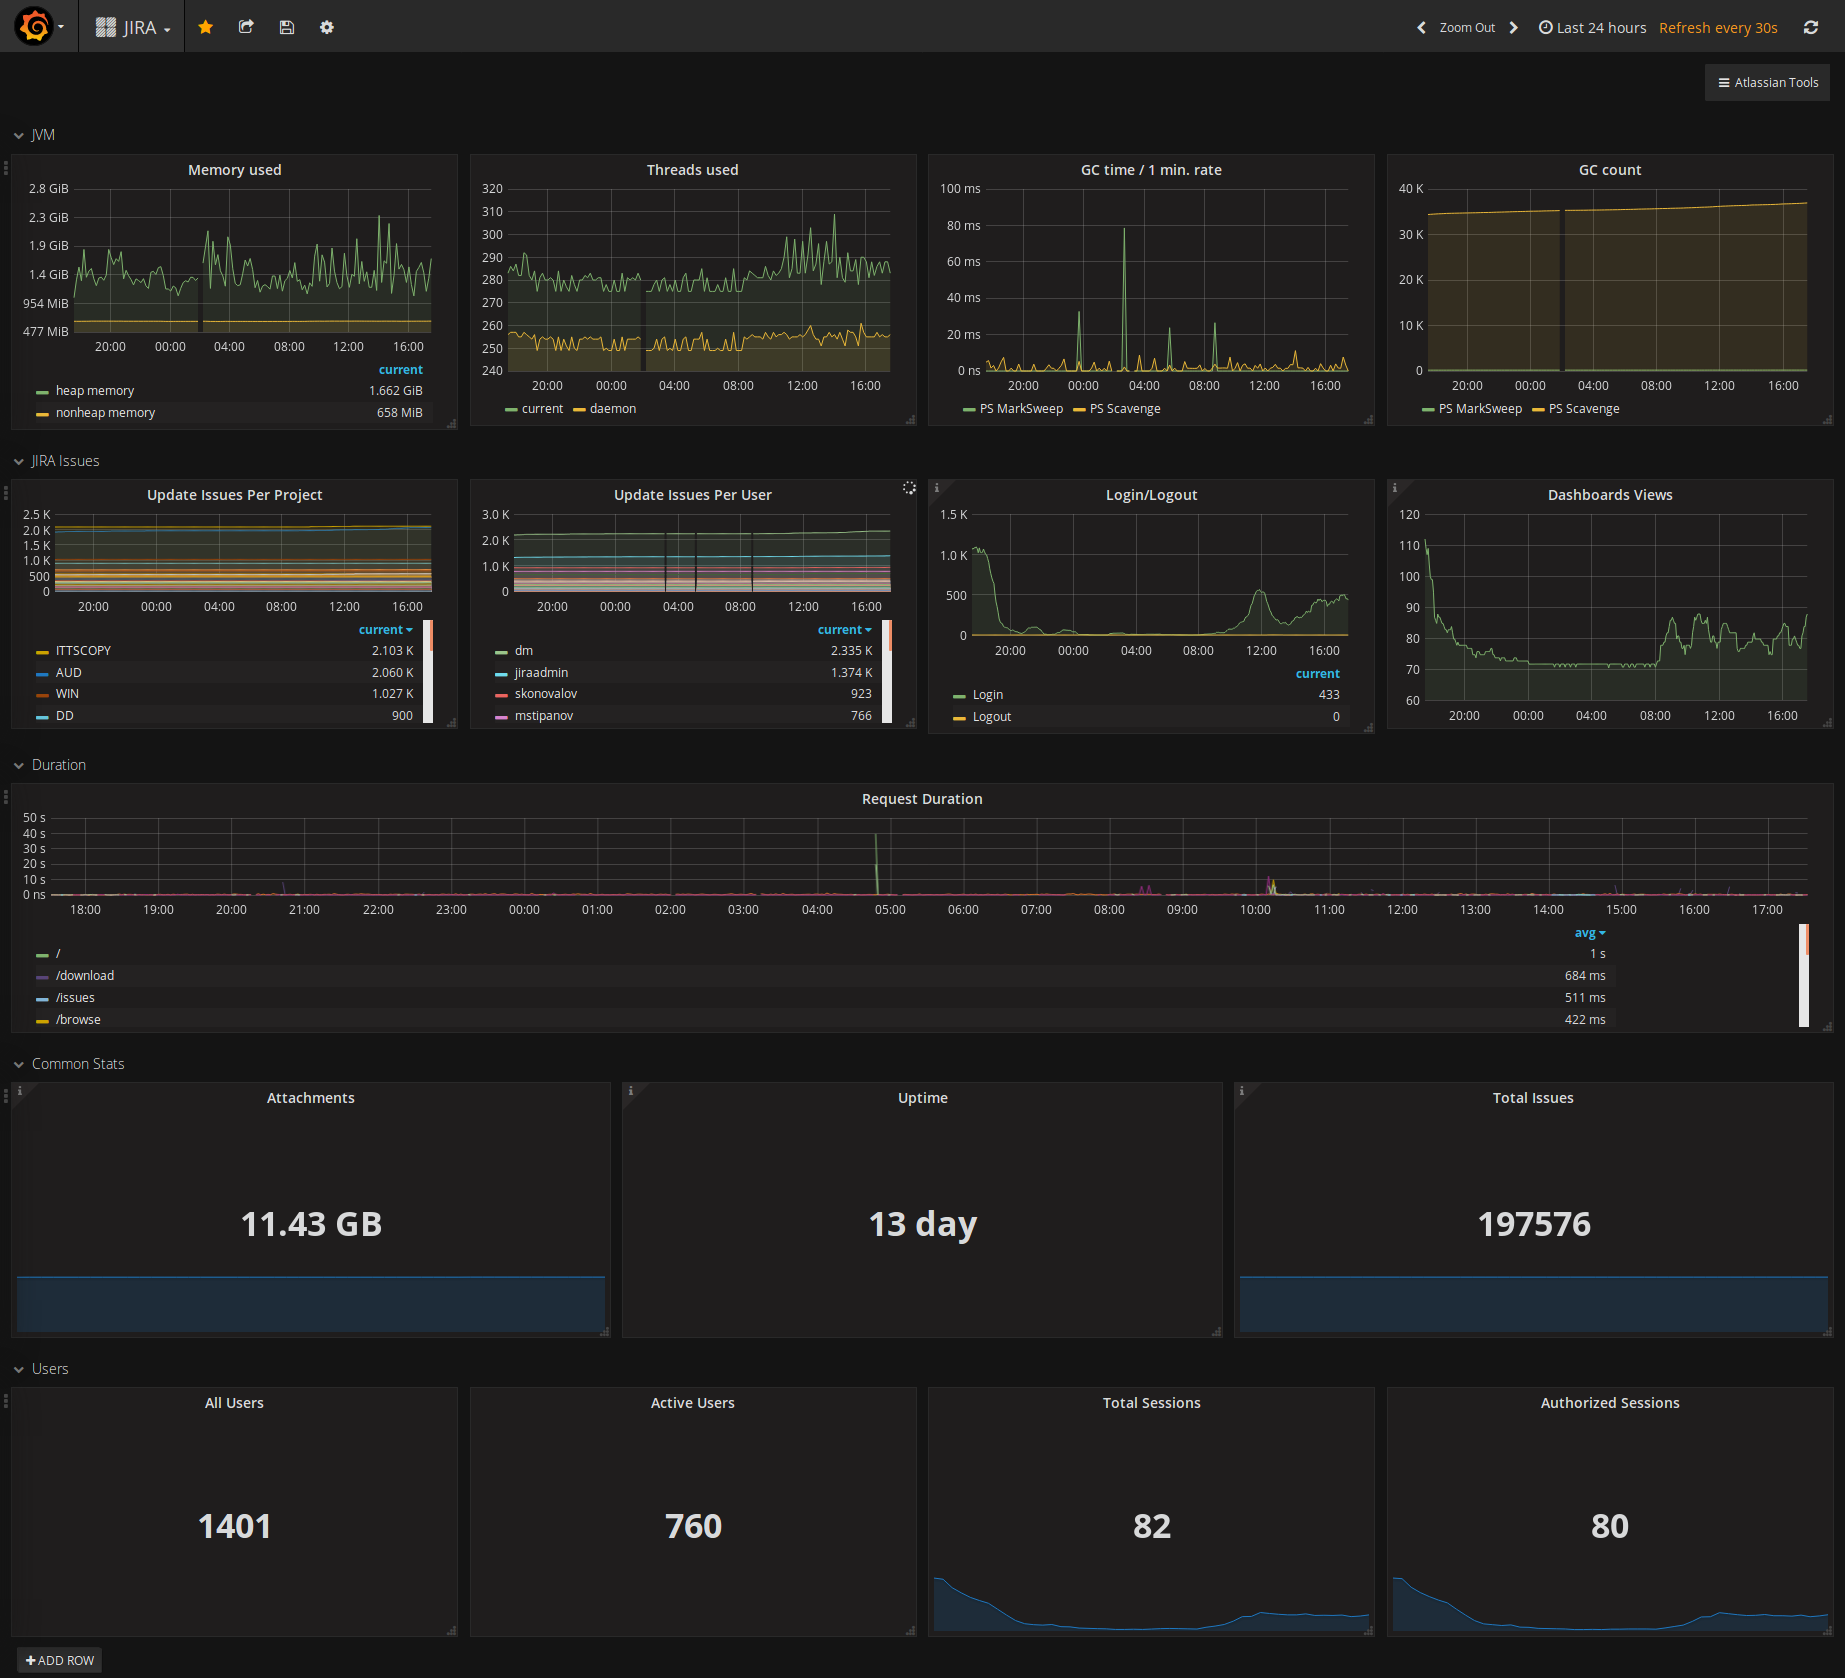 JIRA
Zoom Out
Last 24 hours
Refresh every 30s
Atlassian Tools
JVM
Memory used
2.8 GiB
2.3 GiB
1.9 GiB
1.4 GiB
954 MiB
477 MiB
20:00 00:00 04:00 08:00 12:00 16:00
current
heap memory 1.662 GiB
nonheap memory 658 MiB
Threads used
320
310
300
290
280
270
260
250
240
20:00 00:00 04:00 08:00 12:00 16:00
current daemon
GC time / 1 min. rate
100 ms
80 ms
60 ms
40 ms
20 ms
0 ns
20:00 00:00 04:00 08:00 12:00 16:00
PS MarkSweep PS Scavenge
GC count
40 K
30 K
20 K
10 K
0
20:00 00:00 04:00 08:00 12:00 16:00
PS MarkSweep PS Scavenge
JIRA Issues
Update Issues Per Project
2.5 K
2.0 K
1.5 K
1.0 K
500
0
20:00 00:00 04:00 08:00 12:00 16:00
current
ITTSCOPY 2.103 K
AUD 2.060 K
WIN 1.027 K
DD 900
Update Issues Per User
3.0 K
2.0 K
1.0 K
0
20:00 00:00 04:00 08:00 12:00 16:00
current
dm 2.335 K
jiraadmin 1.374 K
skonovalov 923
mstipanov 766
Login/Logout
1.5 K
1.0 K
500
0
20:00 00:00 04:00 08:00 12:00 16:00
current
Login 433
Logout 0
Dashboards Views
120
110
100
90
80
70
60
20:00 00:00 04:00 08:00 12:00 16:00
Duration
Request Duration
50 s
40 s
30 s
20 s
10 s
0 ns
18:00 19:00 20:00 21:00 22:00 23:00 00:00 01:00 02:00 03:00 04:00 05:00 06:00 07:00 08:00 09:00 10:00 11:00 12:00 13:00 14:00 15:00 16:00 17:00
avg
/ 1 s
/download 684 ms
/issues 511 ms
/browse 422 ms
Common Stats
Attachments
11.43 GB
Uptime
13 day
Total Issues
197576
Users
All Users
1401
Active Users
760
Total Sessions
82
Authorized Sessions
80
ADD ROW